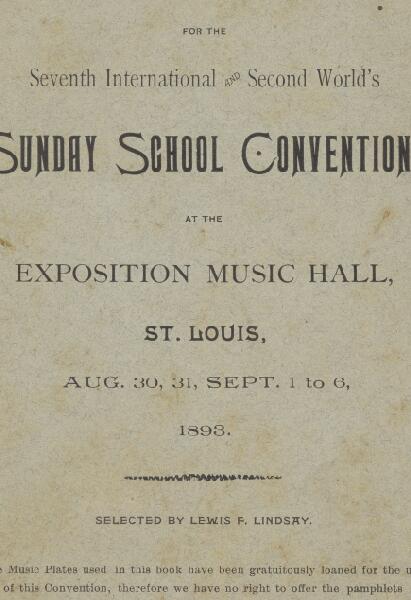 FOR THE
Seventh International AND Second World's
SUNDAY SCHOOL CONVENTION
AT THE
EXPOSITION MUSIC HALL,
ST. LOUIS,
AUG. 30, 31, SEPT. 1 to 6,
1893.
SELECTED BY LEWIS F. LINDSAY.
Music Plates used in this book have been gratuitously loaned for the
of this Convention, therefore we have no right to offer the pamphlets